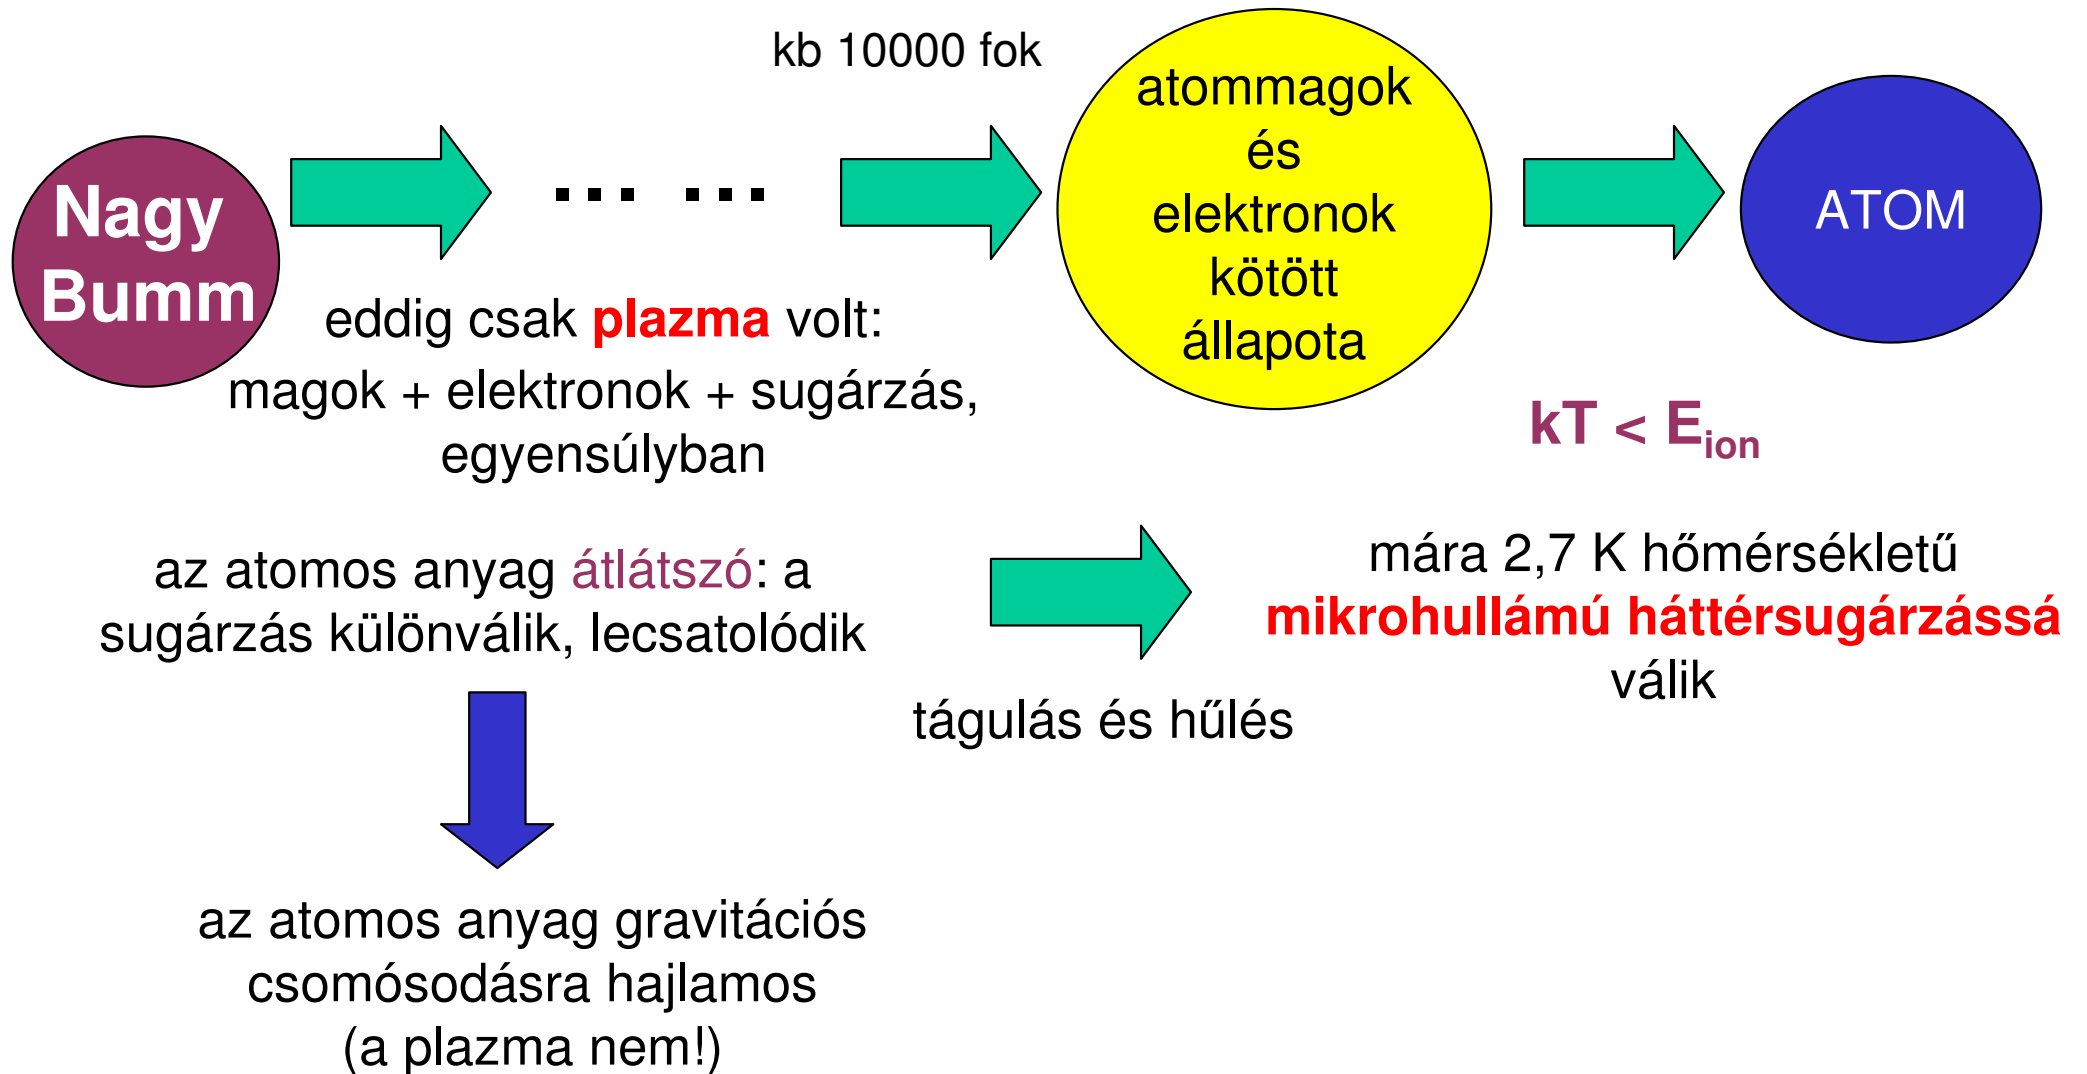 kb 10000 fok
Nagy
Bumm
... ...
atommagok
és
elektronok
kötött
állapota
ATOM
eddig csak plazma volt:
magok + elektronok + sugárzás,
egyensúlyban
kT < E_ion
az atomos anyag átlátszó: a
sugárzás különválik, lecsatolódik
tágulás és hűlés
mára 2,7 K hőmérsékletű
mikrohullámú háttérsugárzássá
válik
az atomos anyag gravitációs
csomósodásra hajlamos
(a plazma nem!)